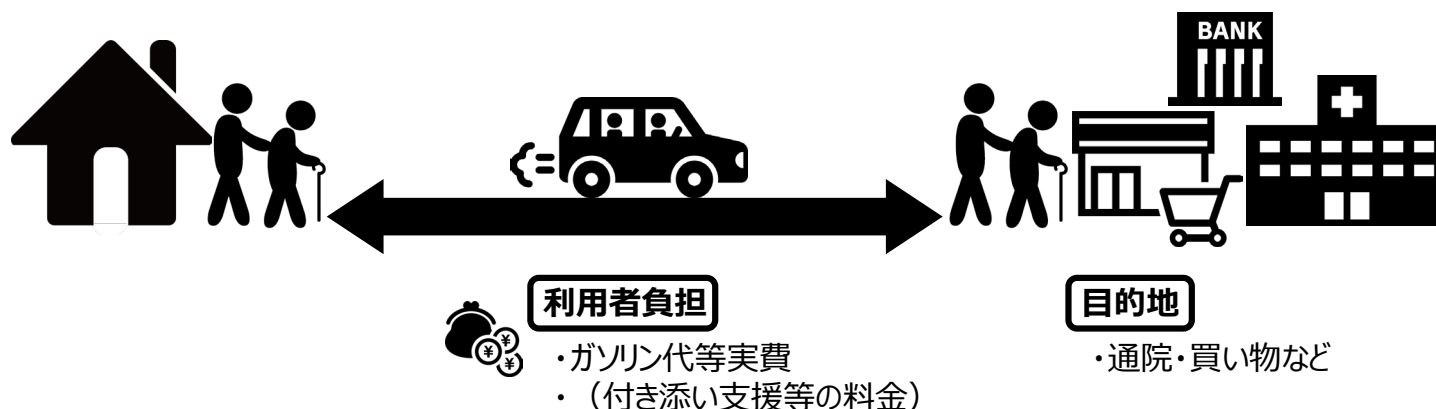 BANK
利用者負担
・ガソリン代等実費
・（付き添い支援等の料金）
目的地
・通院・買い物など
¥
¥
¥